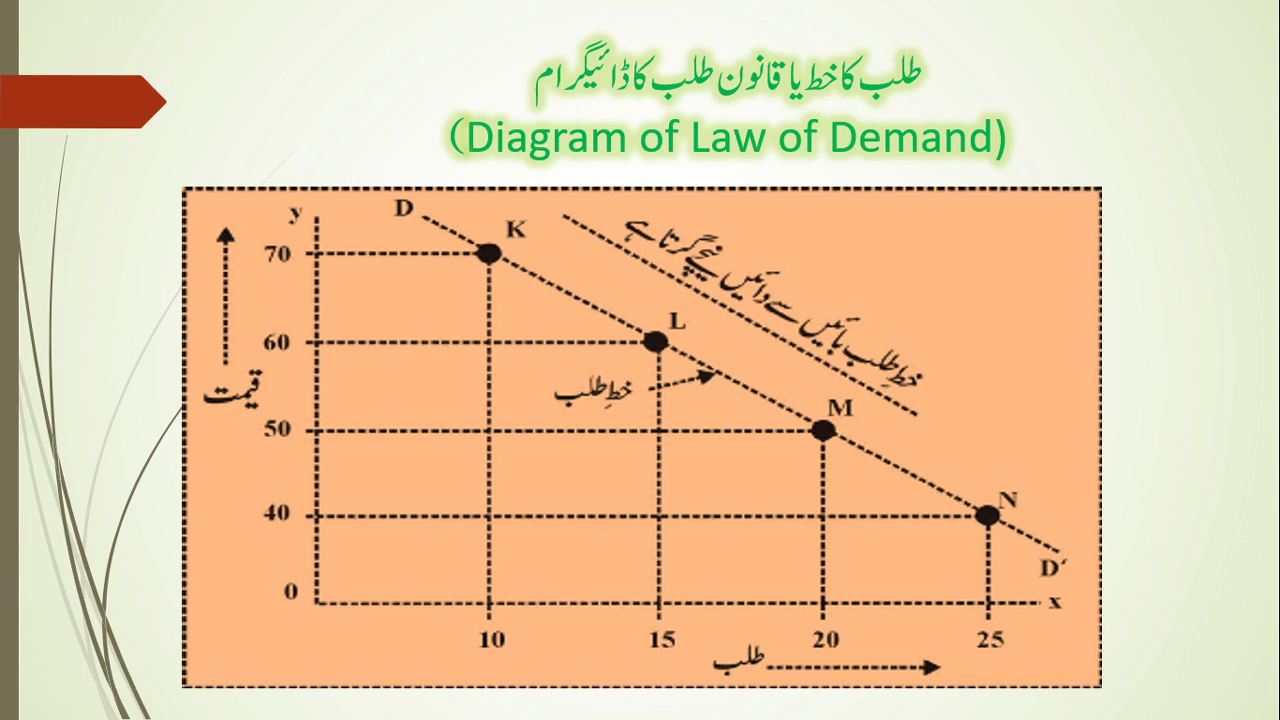 طلب کا خط یا قانون طلب کا ڈائیگرام
(Diagram of Law of Demand)
y
D
K
70
خطِ طلب بائیں سے دائیں نیچے گرتا ہے
L
60
خطِ طلب
قیمت
M
50
N
40
D′
0
x
10 15 20 25
طلب